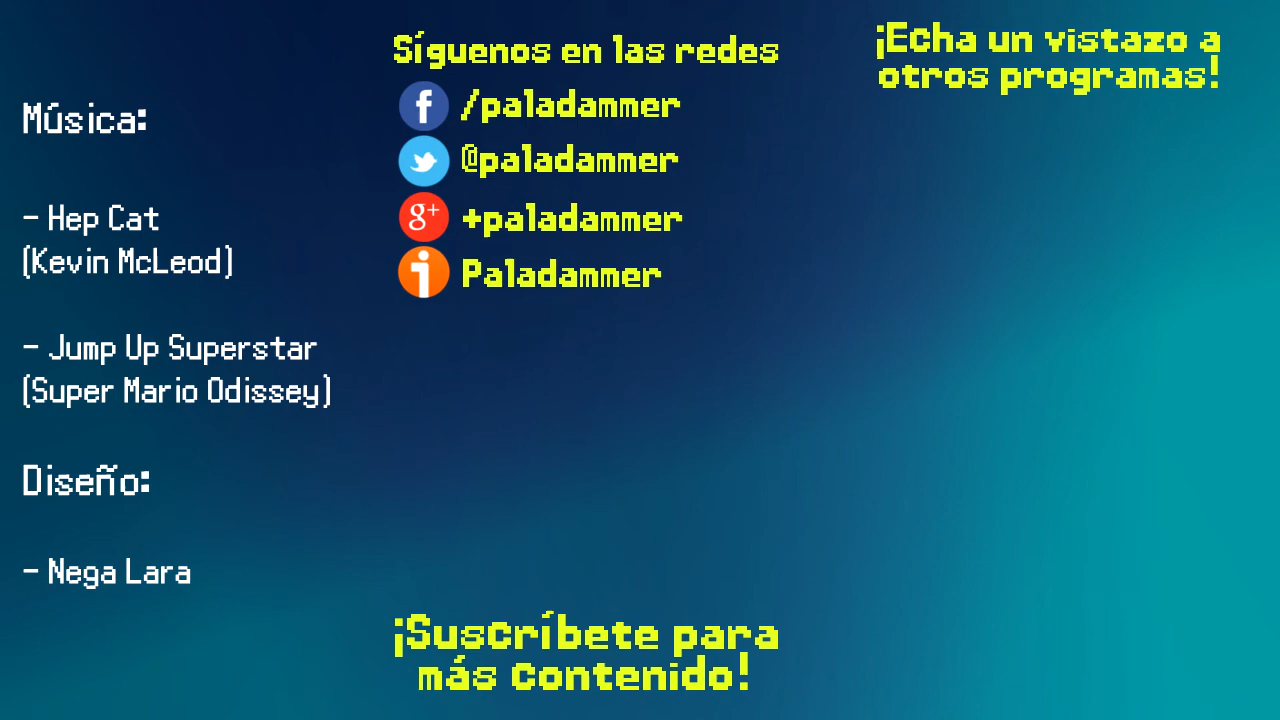 Música:
- Hep Cat
(Kevin McLeod)
- Jump Up Superstar
(Super Mario Odissey)
Diseño:
- Nega Lara
Síguenos en las redes
f /paladammer
@paladammer
g+ +paladammer
i Paladammer
¡Suscríbete para
más contenido!
¡Echa un vistazo a
otros programas!